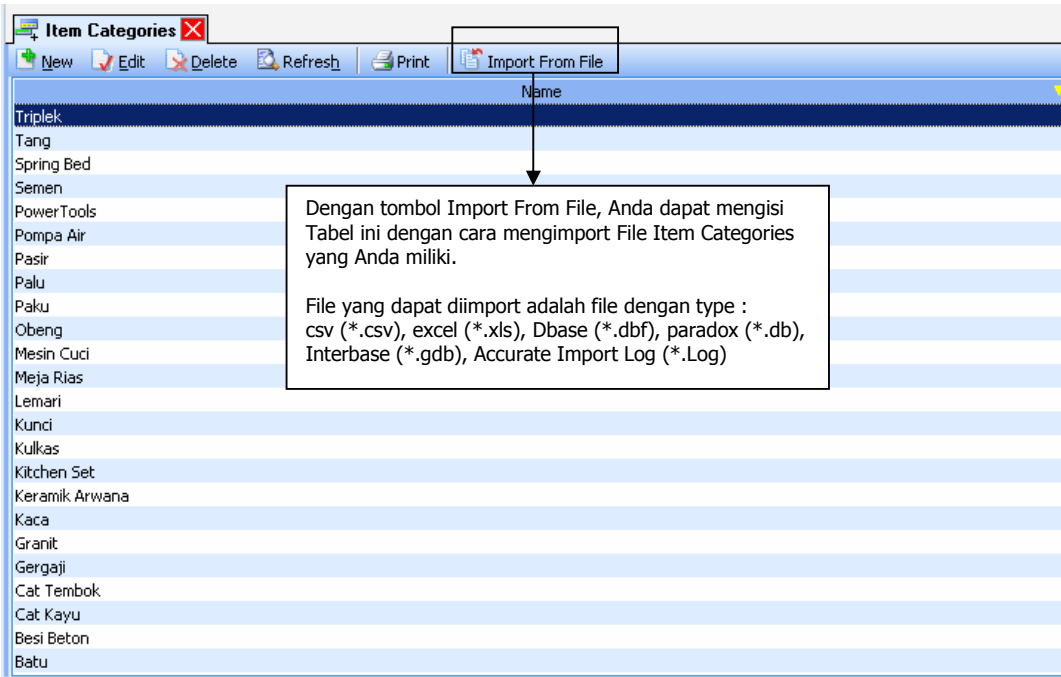 Item Categories
New Edit Delete Refresh Print Import From File
Name
Triplek
Tang
Spring Bed
Semen
PowerTools
Pompa Air
Pasir
Palu
Paku
Obeng
Mesin Cuci
Meja Rias
Lemari
Kunci
Kulkas
Kitchen Set
Keramik Arwana
Kaca
Granit
Gergaji
Cat Tembok
Cat Kayu
Besi Beton
Batu
Dengan tombol Import From File, Anda dapat mengisi
Tabel ini dengan cara mengimport File Item Categories
yang Anda miliki.
File yang dapat diimport adalah file dengan type :
csv (*.csv), excel (*.xls), Dbase (*.dbf), paradox (*.db),
Interbase (*.gdb), Accurate Import Log (*.Log)